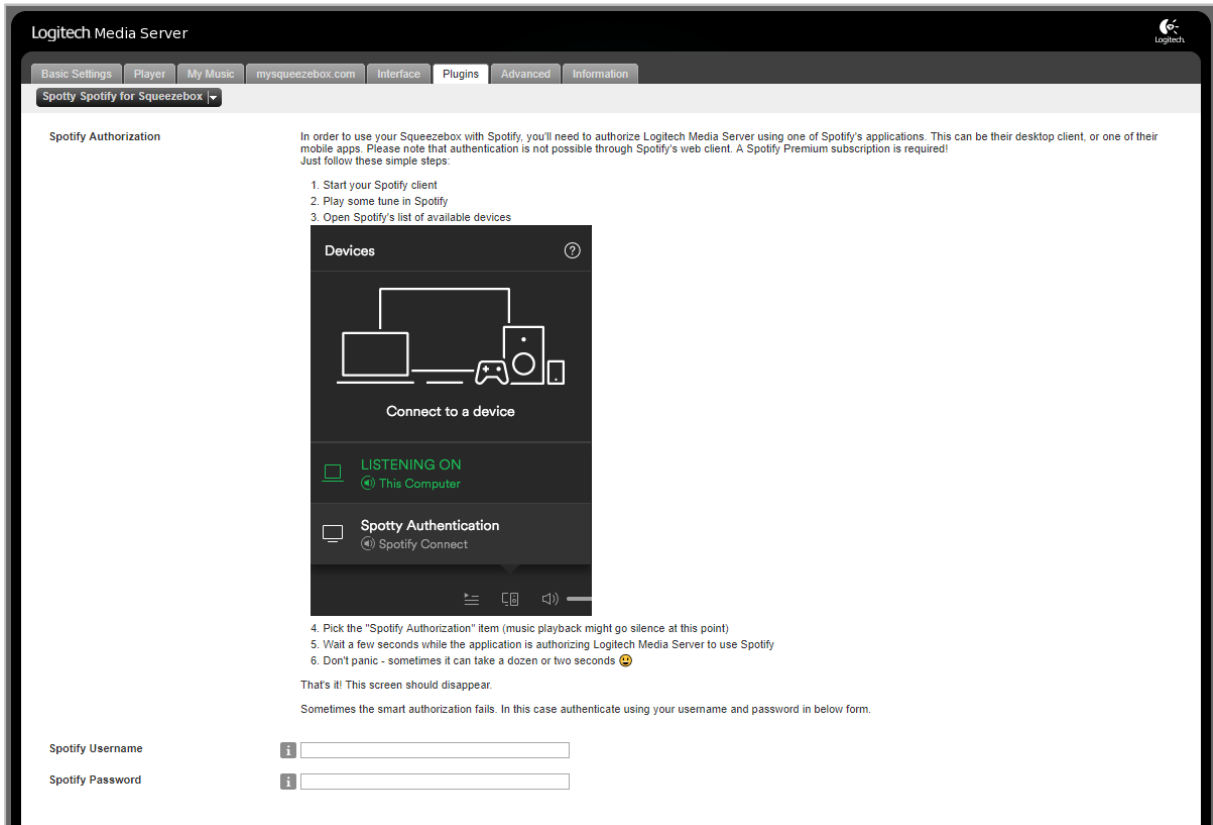 Logitech Media Server
Logitech
Basic Settings Player My Music mysqueezebox.com Interface Plugins Advanced Information
Spotty Spotify for Squeezebox
Spotify Authorization
In order to use your Squeezebox with Spotify, you'll need to authorize Logitech Media Server using one of Spotify's applications. This can be their desktop client, or one of their
mobile apps. Please note that authentication is not possible through Spotify's web client. A Spotify Premium subscription is required!
Just follow these simple steps:
1. Start your Spotify client
2. Play some tune in Spotify
3. Open Spotify's list of available devices
Devices ?
Connect to a device
LISTENING ON
This Computer
Spotty Authentication
Spotify Connect
4. Pick the "Spotify Authorization" item (music playback might go silence at this point)
5. Wait a few seconds while the application is authorizing Logitech Media Server to use Spotify
6. Don't panic - sometimes it can take a dozen or two seconds 😃
That's it! This screen should disappear.
Sometimes the smart authorization fails. In this case authenticate using your username and password in below form.
Spotify Username i
Spotify Password i